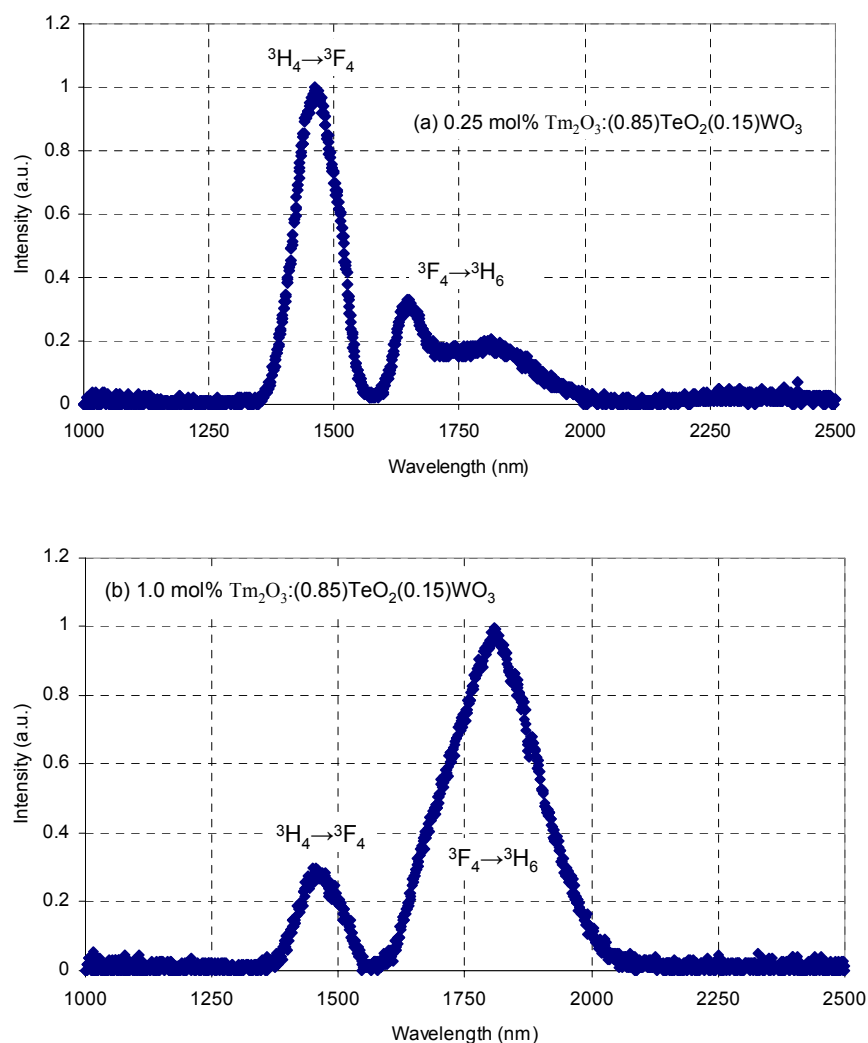 1.2
³H₄→³F₄
1
(a) 0.25 mol% Tm₂O₃:(0.85)TeO₂(0.15)WO₃
0.8
Intensity (a.u.)
0.6
0.4
³F₄→³H₆
0.2
0
1000 1250 1500 1750 2000 2250 2500
Wavelength (nm)
1.2
(b) 1.0 mol% Tm₂O₃:(0.85)TeO₂(0.15)WO₃
1
0.8
Intensity (a.u.)
0.6
0.4
³H₄→³F₄
³F₄→³H₆
0.2
0
1000 1250 1500 1750 2000 2250 2500
Wavelength (nm)